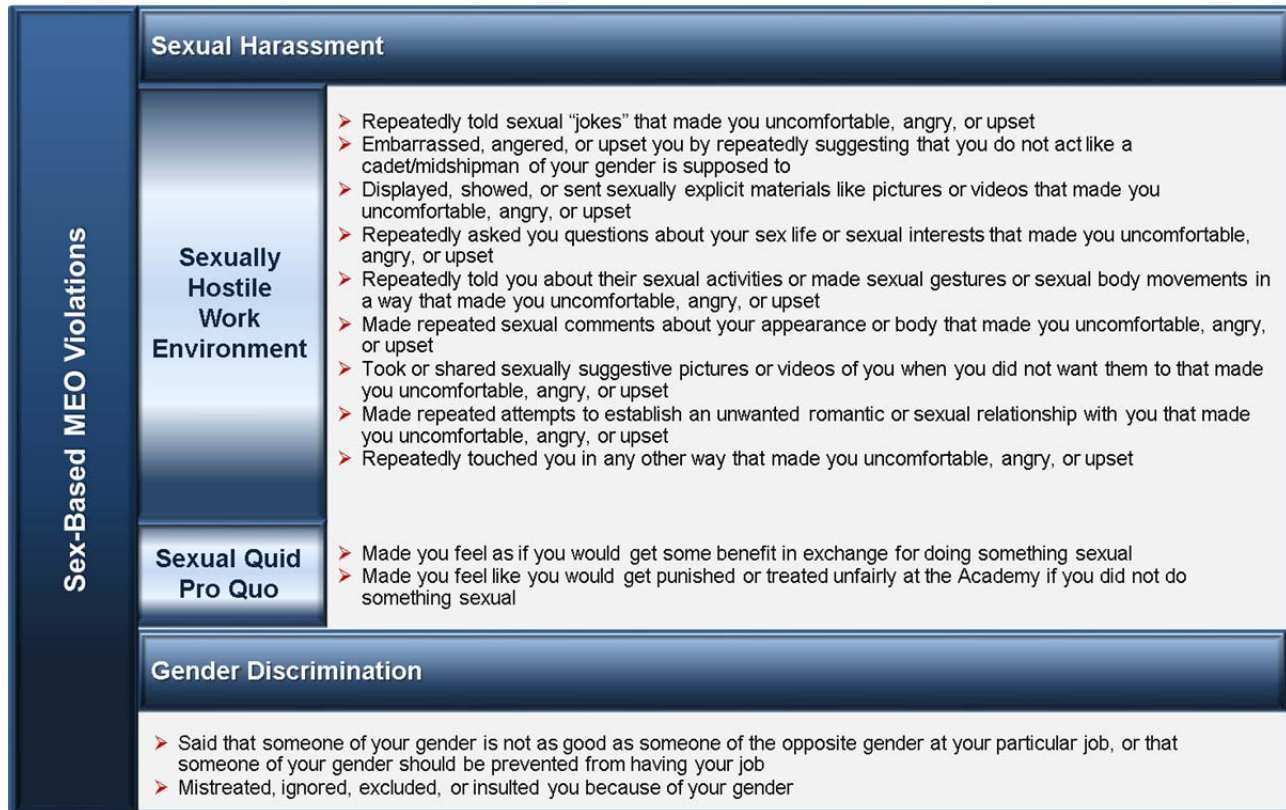 Sex-Based MEO Violations
Sexual Harassment
Sexually
Hostile
Work
Environment
➢ Repeatedly told sexual “jokes” that made you uncomfortable, angry, or upset
➢ Embarrassed, angered, or upset you by repeatedly suggesting that you do not act like a
cadet/midshipman of your gender is supposed to
➢ Displayed, showed, or sent sexually explicit materials like pictures or videos that made you
uncomfortable, angry, or upset
➢ Repeatedly asked you questions about your sex life or sexual interests that made you uncomfortable,
angry, or upset
➢ Repeatedly told you about their sexual activities or made sexual gestures or sexual body movements in
a way that made you uncomfortable, angry, or upset
➢ Made repeated sexual comments about your appearance or body that made you uncomfortable, angry,
or upset
➢ Took or shared sexually suggestive pictures or videos of you when you did not want them to that made
you uncomfortable, angry, or upset
➢ Made repeated attempts to establish an unwanted romantic or sexual relationship with you that made
you uncomfortable, angry, or upset
➢ Repeatedly touched you in any other way that made you uncomfortable, angry, or upset
Sexual Quid
Pro Quo
➢ Made you feel as if you would get some benefit in exchange for doing something sexual
➢ Made you feel like you would get punished or treated unfairly at the Academy if you did not do
something sexual
Gender Discrimination
➢ Said that someone of your gender is not as good as someone of the opposite gender at your particular job, or that
someone of your gender should be prevented from having your job
➢ Mistreated, ignored, excluded, or insulted you because of your gender